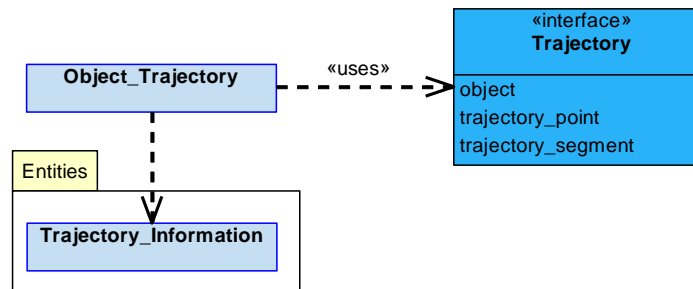 «interface»
Trajectory
Object_Trajectory
«uses»
object
trajectory_point
trajectory_segment
Entities
Trajectory_Information